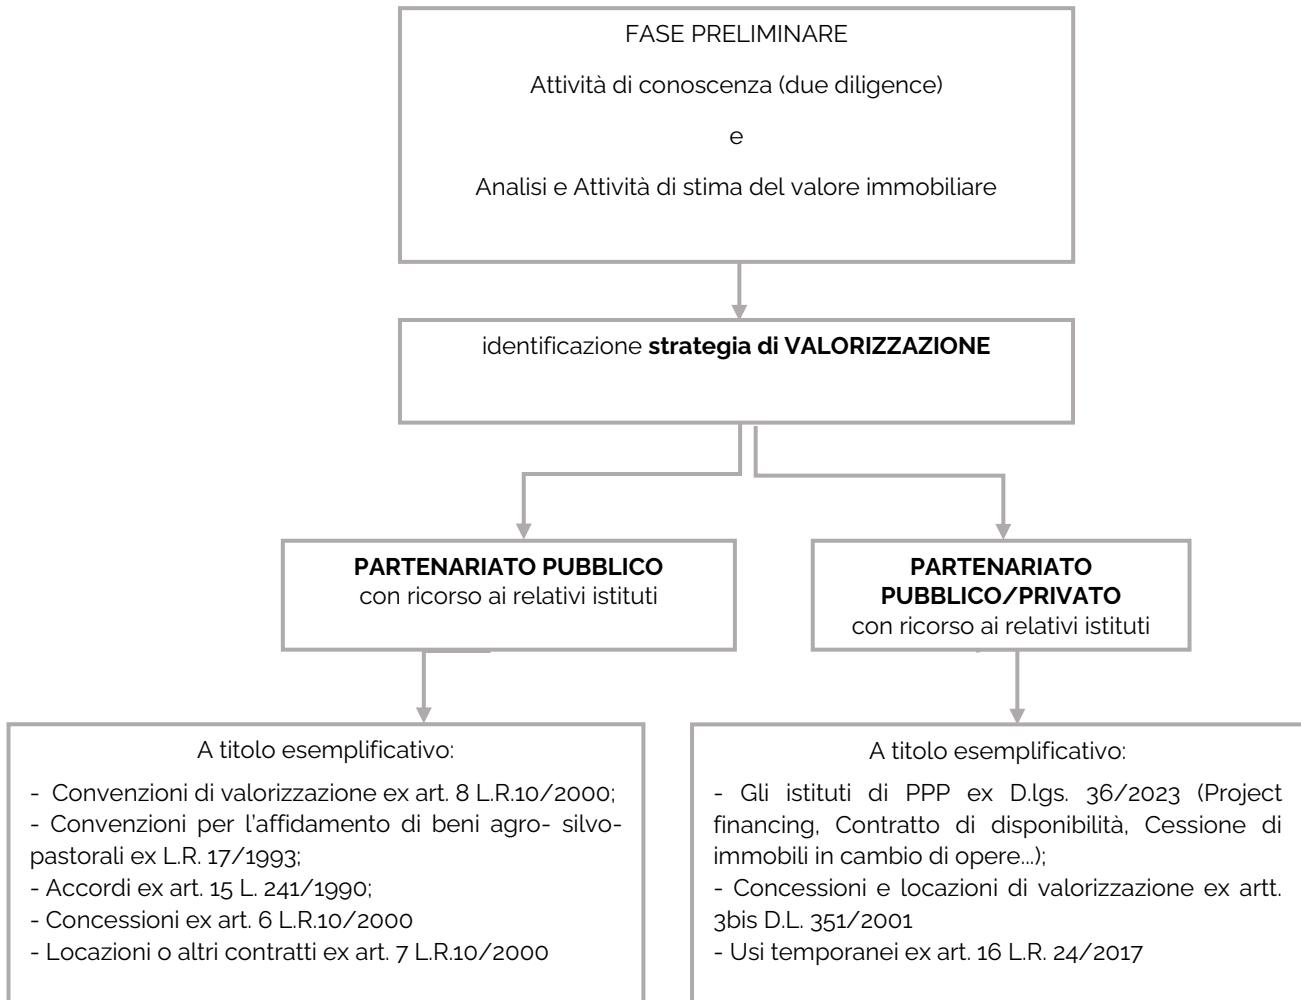 FASE PRELIMINARE
Attività di conoscenza (due diligence)
e
Analisi e Attività di stima del valore immobiliare
identificazione strategia di VALORIZZAZIONE
PARTENARIATO PUBBLICO
con ricorso ai relativi istituti
PARTENARIATO
PUBBLICO/PRIVATO
con ricorso ai relativi istituti
A titolo esemplificativo:
- Convenzioni di valorizzazione ex art. 8 L.R.10/2000;
- Convenzioni per l'affidamento di beni agro- silvo-
pastorali ex L.R. 17/1993;
- Accordi ex art. 15 L. 241/1990;
- Concessioni ex art. 6 L.R.10/2000
- Locazioni o altri contratti ex art. 7 L.R.10/2000
A titolo esemplificativo:
- Gli istituti di PPP ex D.lgs. 36/2023 (Project
financing, Contratto di disponibilità, Cessione di
immobili in cambio di opere...);
- Concessioni e locazioni di valorizzazione ex artt.
3bis D.L. 351/2001
- Usi temporanei ex art. 16 L.R. 24/2017